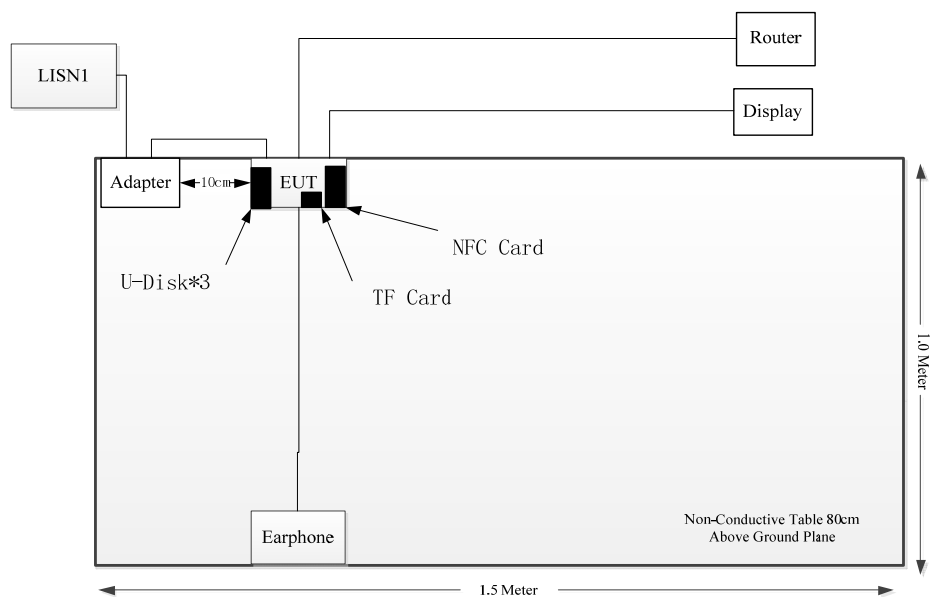 Router
LISN1
Display
Adapter
10cm
EUT
NFC Card
U-Disk*3
TF Card
1.0 Meter
Earphone
Non-Conductive Table 80cm
Above Ground Plane
1.5 Meter